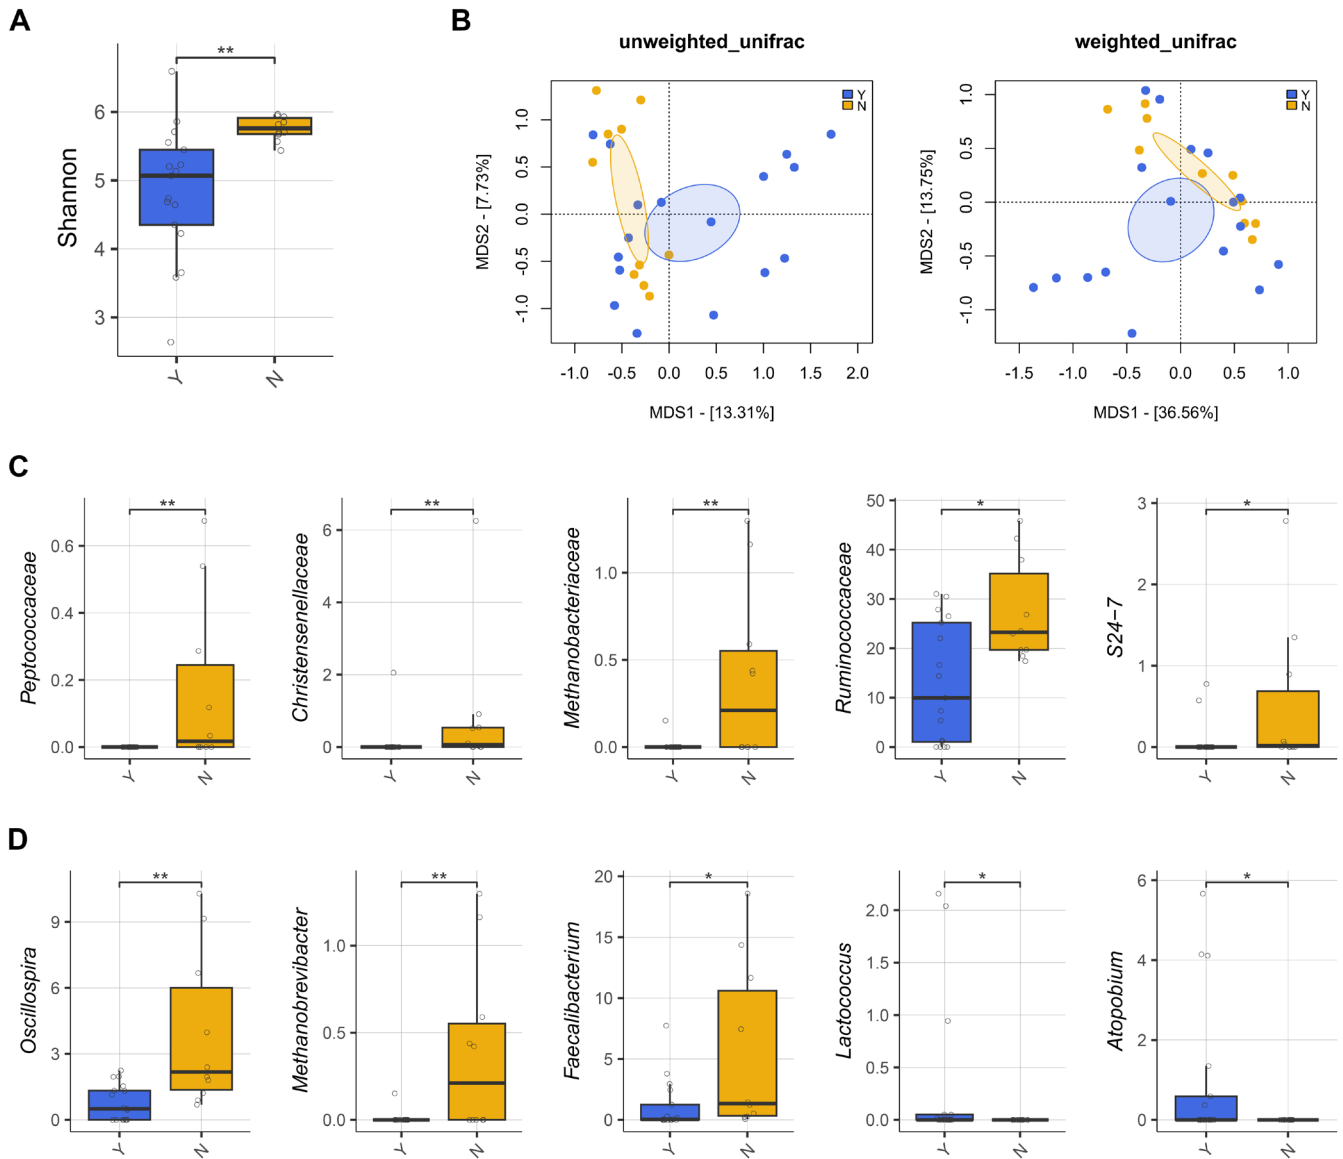 A
Shannon
6
5
4
3
**
Y
N
B
unweighted_unifrac
MDS2 - [7.73%]
1.0
0.5
0.0
-0.5
-1.0
Y
N
-1.0
-0.5
0.0
0.5
1.0
1.5
2.0
MDS1 - [13.31%]
weighted_unifrac
MDS2 - [13.75%]
1.0
0.5
0.0
-0.5
-1.0
Y
N
-1.5
-1.0
-0.5
0.0
0.5
1.0
MDS1 - [36.56%]
C
Peptococcaceae
0.6
0.4
0.2
0.0
**
Y
N
Christensenellaceae
6
4
2
0
**
Y
N
Methanobacteriaceae
1.0
0.5
0.0
**
Y
N
Ruminococcaceae
50
40
30
20
10
0
*
Y
N
S24-7
3
2
1
0
*
Y
N
D
Oscillospira
9
6
3
0
**
Y
N
Methanobrevibacter
1.0
0.5
0.0
**
Y
N
Faecalibacterium
20
15
10
5
0
*
Y
N
Lactococcus
2.0
1.5
1.0
0.5
0.0
*
Y
N
Atopobium
6
4
2
0
*
Y
N